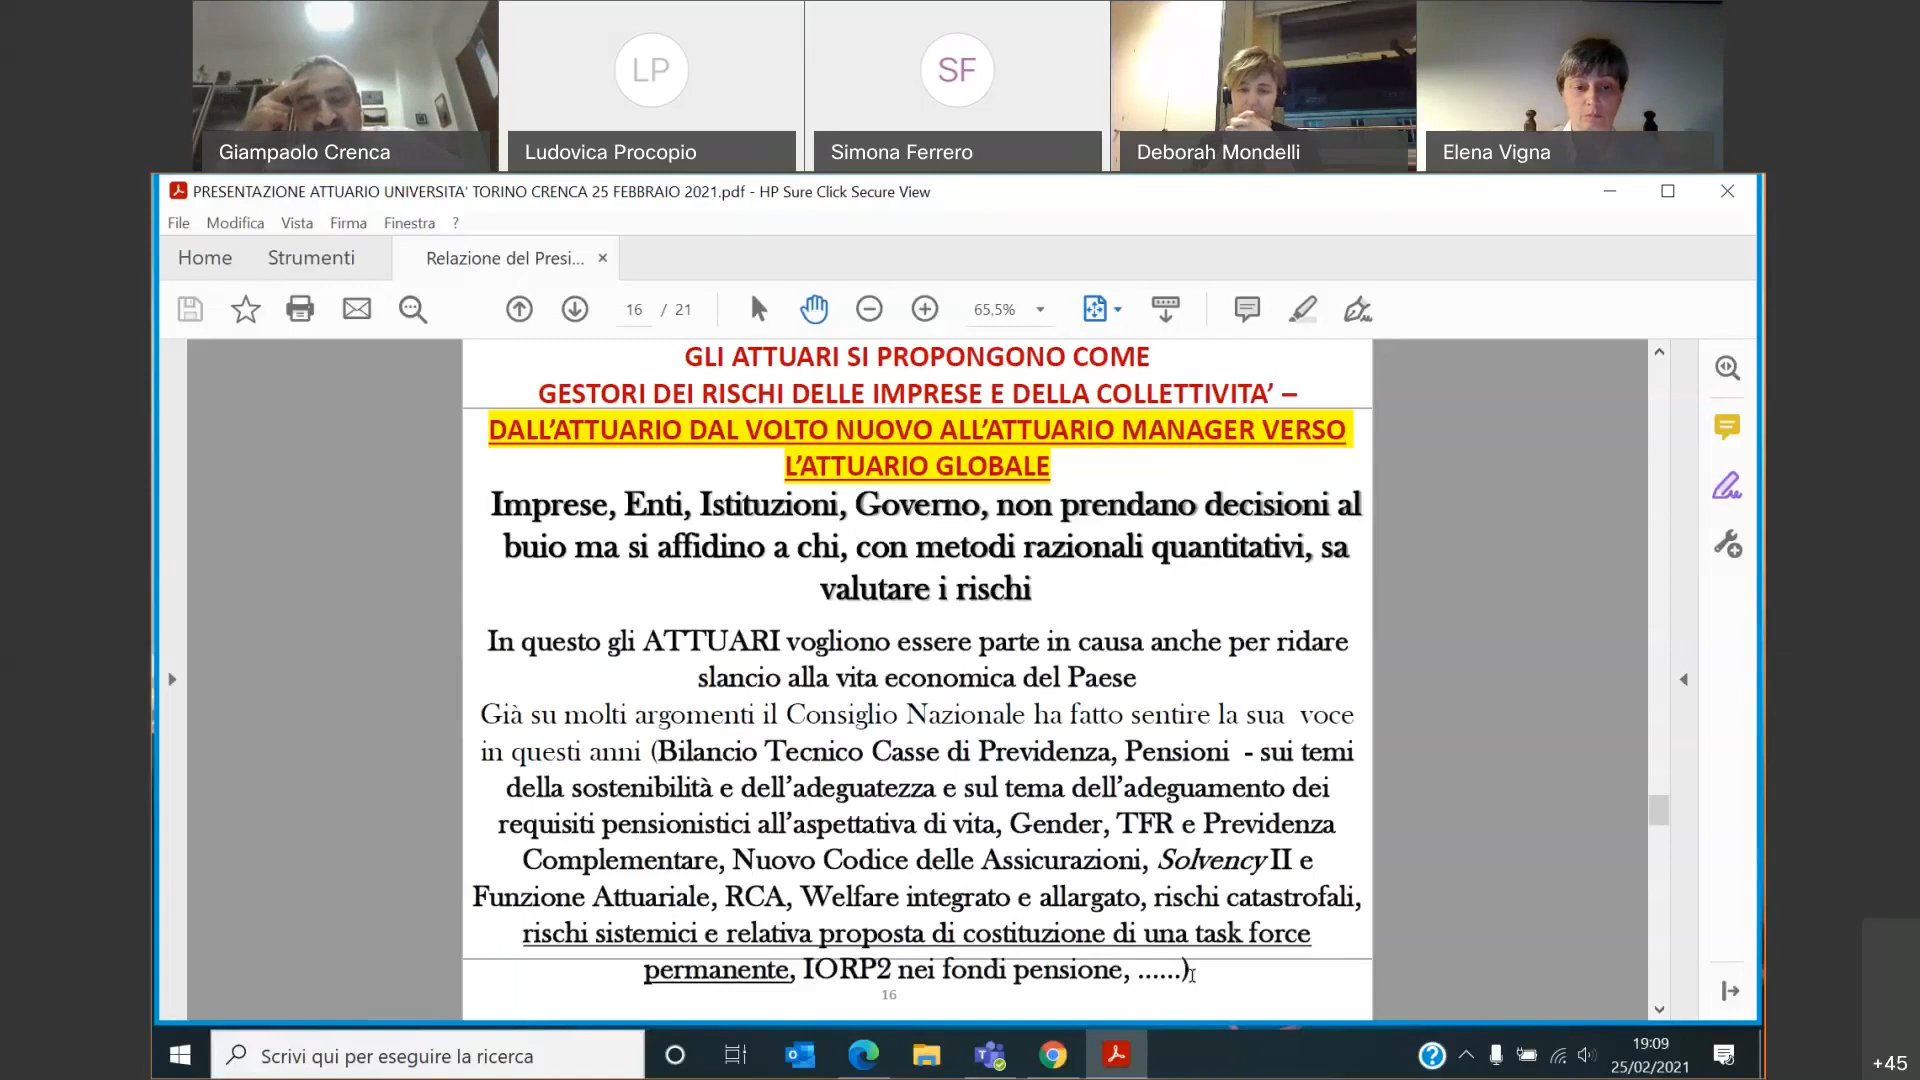 LP
SF
Giampaolo Crenca
Ludovica Procopio
Simona Ferrero
Deborah Mondelli
Elena Vigna
PRESENTAZIONE ATTUARIO UNIVERSITA' TORINO CRENCA 25 FEBBRAIO 2021.pdf - HP Sure Click Secure View
File Modifica Vista Firma Finestra ?
Home Strumenti Relazione del Presi... ×
16 / 21 65,5%
GLI ATTUARI SI PROPONGONO COME
GESTORI DEI RISCHI DELLE IMPRESE E DELLA COLLETTIVITA’ –
DALL’ATTUARIO DAL VOLTO NUOVO ALL’ATTUARIO MANAGER VERSO
L’ATTUARIO GLOBALE
Imprese, Enti, Istituzioni, Governo, non prendano decisioni al
buio ma si affidino a chi, con metodi razionali quantitativi, sa
valutare i rischi
In questo gli ATTUARI vogliono essere parte in causa anche per ridare
slancio alla vita economica del Paese
Già su molti argomenti il Consiglio Nazionale ha fatto sentire la sua voce
in questi anni (Bilancio Tecnico Casse di Previdenza, Pensioni - sui temi
della sostenibilità e dell’adeguatezza e sul tema dell’adeguamento dei
requisiti pensionistici all’aspettativa di vita, Gender, TFR e Previdenza
Complementare, Nuovo Codice delle Assicurazioni, Solvency II e
Funzione Attuariale, RCA, Welfare integrato e allargato, rischi catastrofali,
rischi sistemici e relativa proposta di costituzione di una task force
permanente, IORP2 nei fondi pensione, ……)
16
Scrivi qui per eseguire la ricerca
19:09
25/02/2021
+45